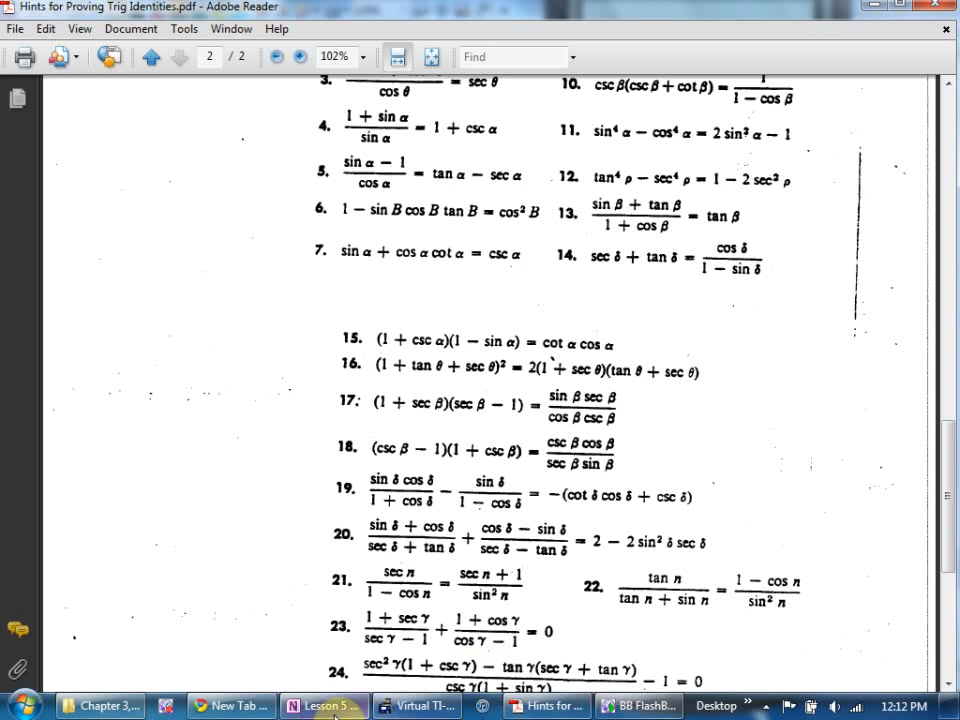 Hints for Proving Trig Identities.pdf - Adobe Reader
File Edit View Document Tools Window Help
2 / 2 102% Find
3. cos θ = sec θ
10. csc β(csc β + cot β) = 1 / (1 − cos β)
4. (1 + sin α) / sin α = 1 + csc α
11. sin⁴ α − cos⁴ α = 2 sin² α − 1
5. (sin α − 1) / cos α = tan α − sec α
12. tan⁴ ρ − sec⁴ ρ = 1 − 2 sec² ρ
6. 1 − sin B cos B tan B = cos² B
13. (sin β + tan β) / (1 + cos β) = tan β
7. sin α + cos α cot α = csc α
14. sec δ + tan δ = cos δ / (1 − sin δ)
15. (1 + csc α)(1 − sin α) = cot α cos α
16. (1 + tan θ + sec θ)² = 2(1 + sec θ)(tan θ + sec θ)
17. (1 + sec β)(sec β − 1) = sin β sec β / cos β csc β
18. (csc β − 1)(1 + csc β) = csc β cos β / sec β sin β
19. sin δ cos δ / (1 + cos δ) − sin δ / (1 − cos δ) = −(cot δ cos δ + csc δ)
20. (sin δ + cos δ) / (sec δ + tan δ) + (cos δ − sin δ) / (sec δ − tan δ) = 2 − 2 sin² δ sec δ
21. sec n / (1 − cos n) = (sec n + 1) / sin² n
22. tan n / (tan n + sin n) = (1 − cos n) / sin² n
23. (1 + sec γ) / (sec γ − 1) + (1 + cos γ) / (cos γ − 1) = 0
24. (sec² γ(1 + csc γ) − tan γ(sec γ + tan γ)) / csc γ(1 + sin γ) − 1 = 0
Chapter 3,... New Tab ... Lesson 5 ... Virtual TI-... Hints for ... BB FlashB... Desktop 12:12 PM